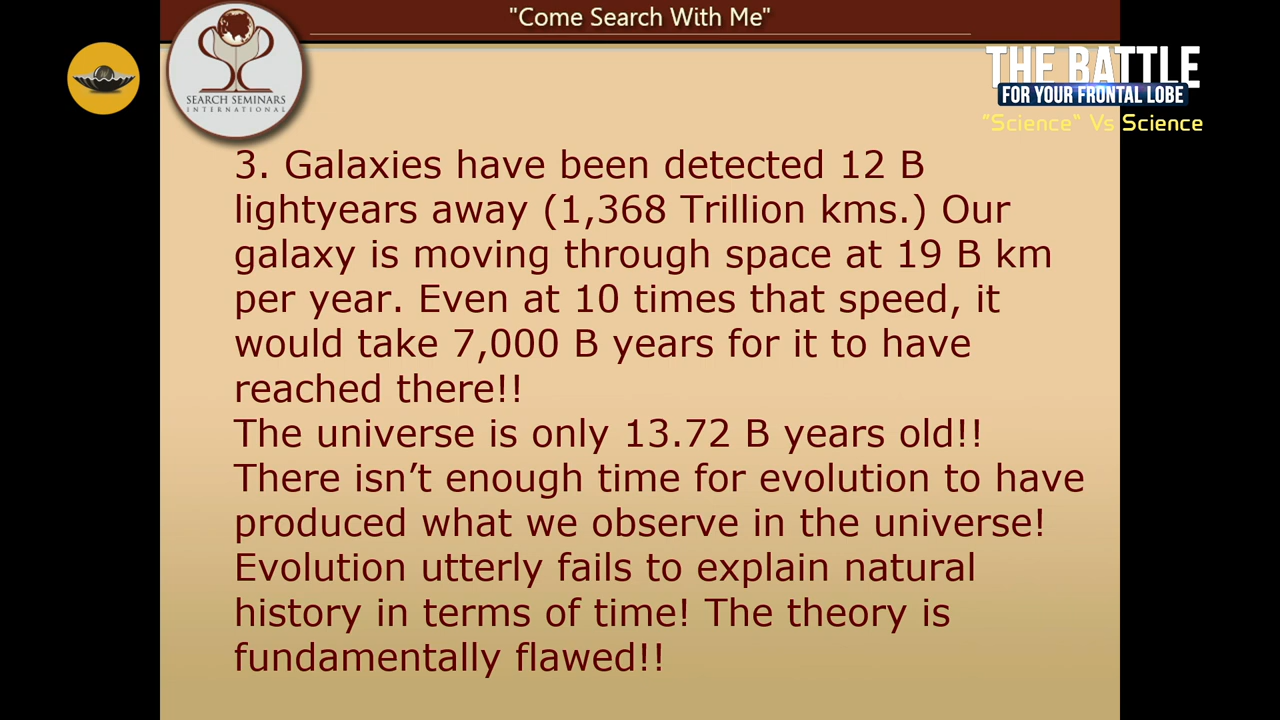 "Come Search With Me"
SEARCH SEMINARS
INTERNATIONAL
THE BATTLE
FOR YOUR FRONTAL LOBE
"Science" Vs Science
3. Galaxies have been detected 12 B
lightyears away (1,368 Trillion kms.) Our
galaxy is moving through space at 19 B km
per year. Even at 10 times that speed, it
would take 7,000 B years for it to have
reached there!!
The universe is only 13.72 B years old!!
There isn’t enough time for evolution to have
produced what we observe in the universe!
Evolution utterly fails to explain natural
history in terms of time! The theory is
fundamentally flawed!!